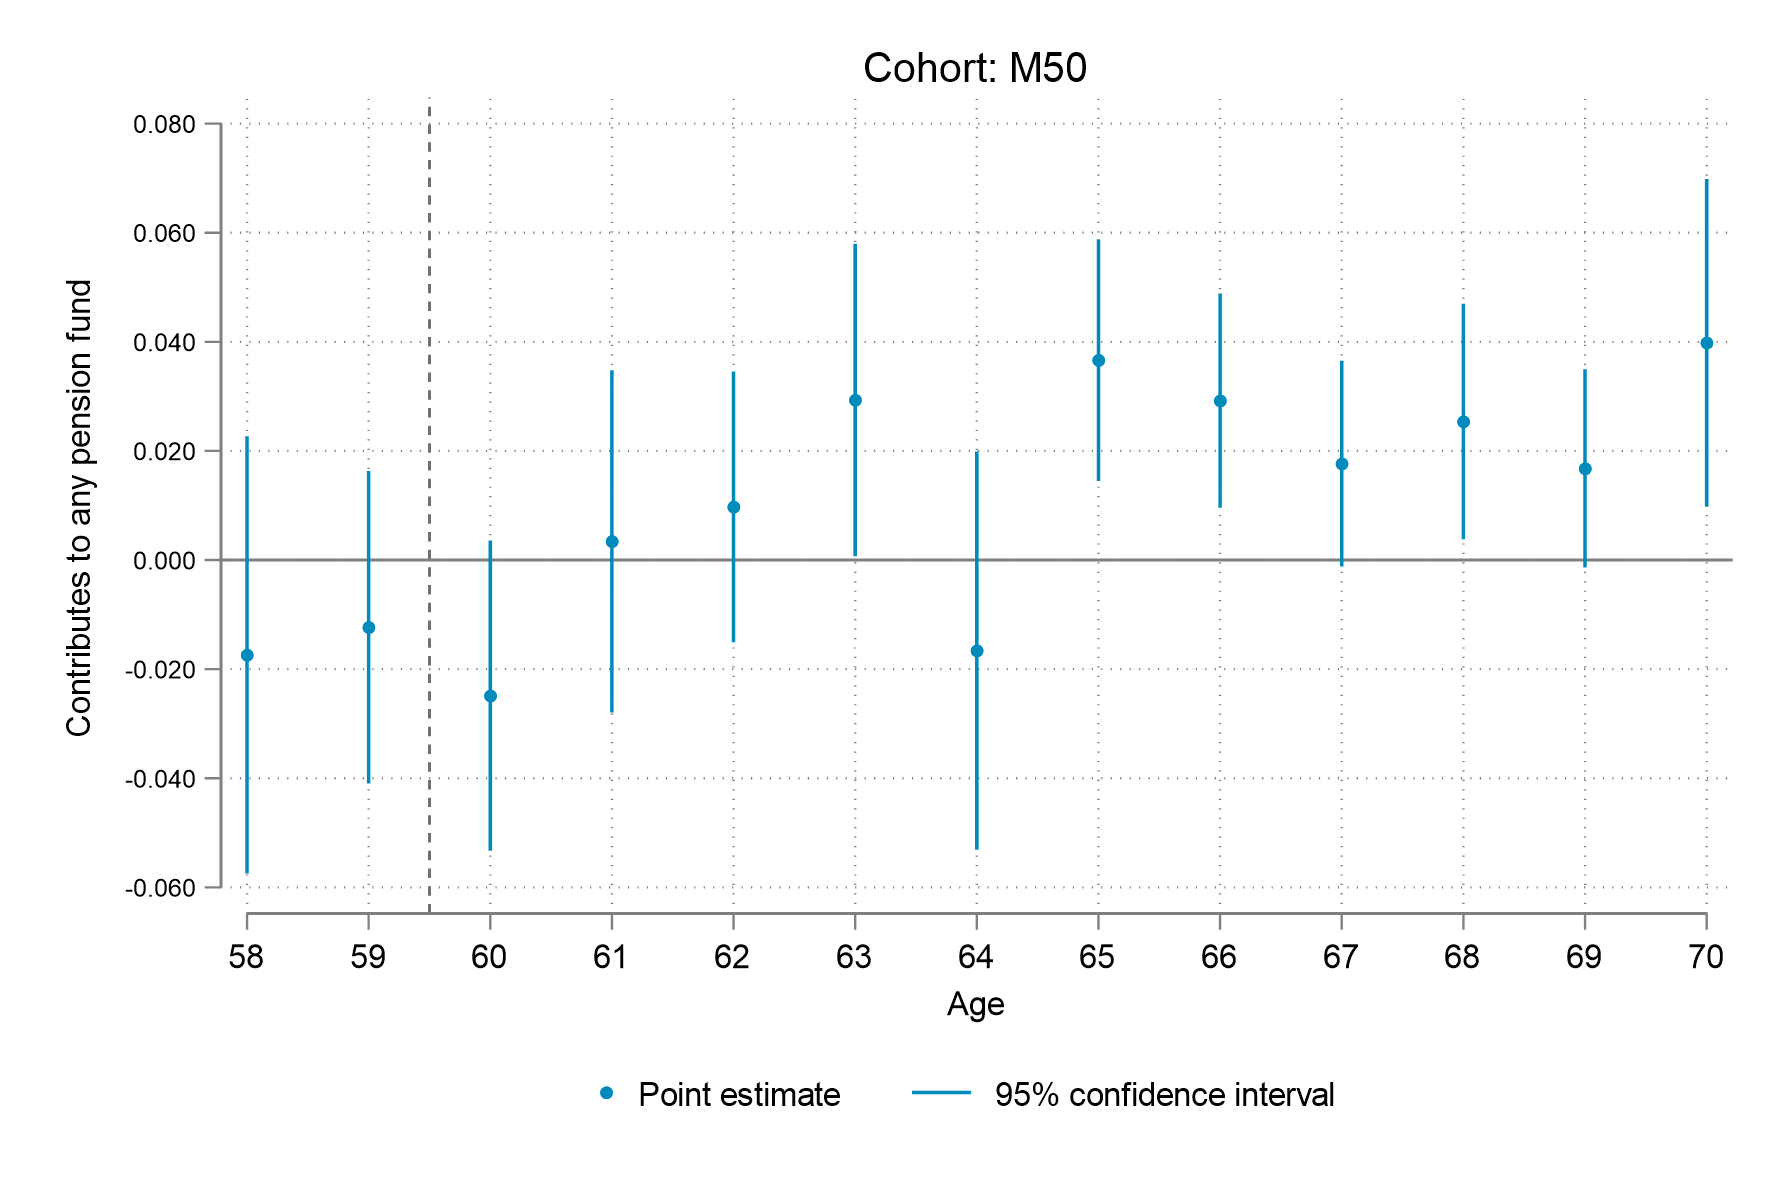 Cohort: M50
Contributes to any pension fund
0.080
0.060
0.040
0.020
0.000
-0.020
-0.040
-0.060
58 59 60 61 62 63 64 65 66 67 68 69 70
Age
Point estimate 95% confidence interval